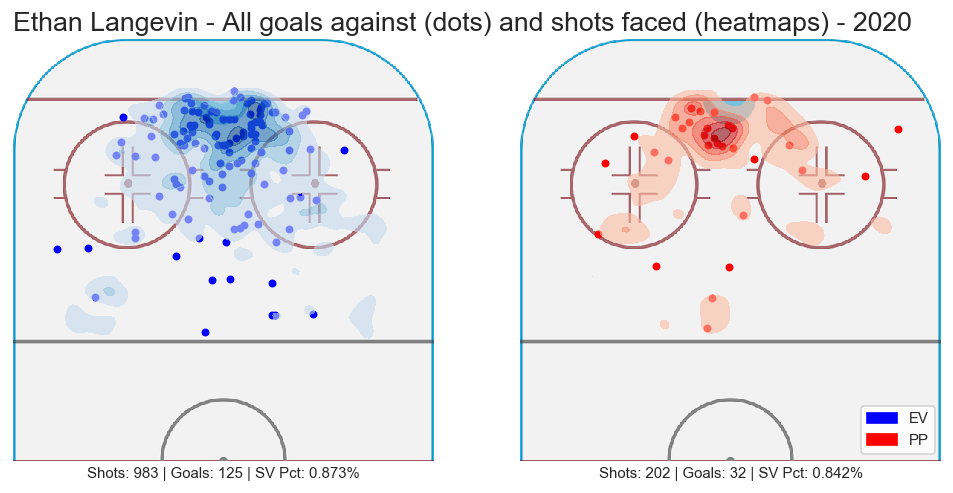 Ethan Langevin - All goals against (dots) and shots faced (heatmaps) - 2020
EV
PP
Shots: 983 | Goals: 125 | SV Pct: 0.873%
Shots: 202 | Goals: 32 | SV Pct: 0.842%